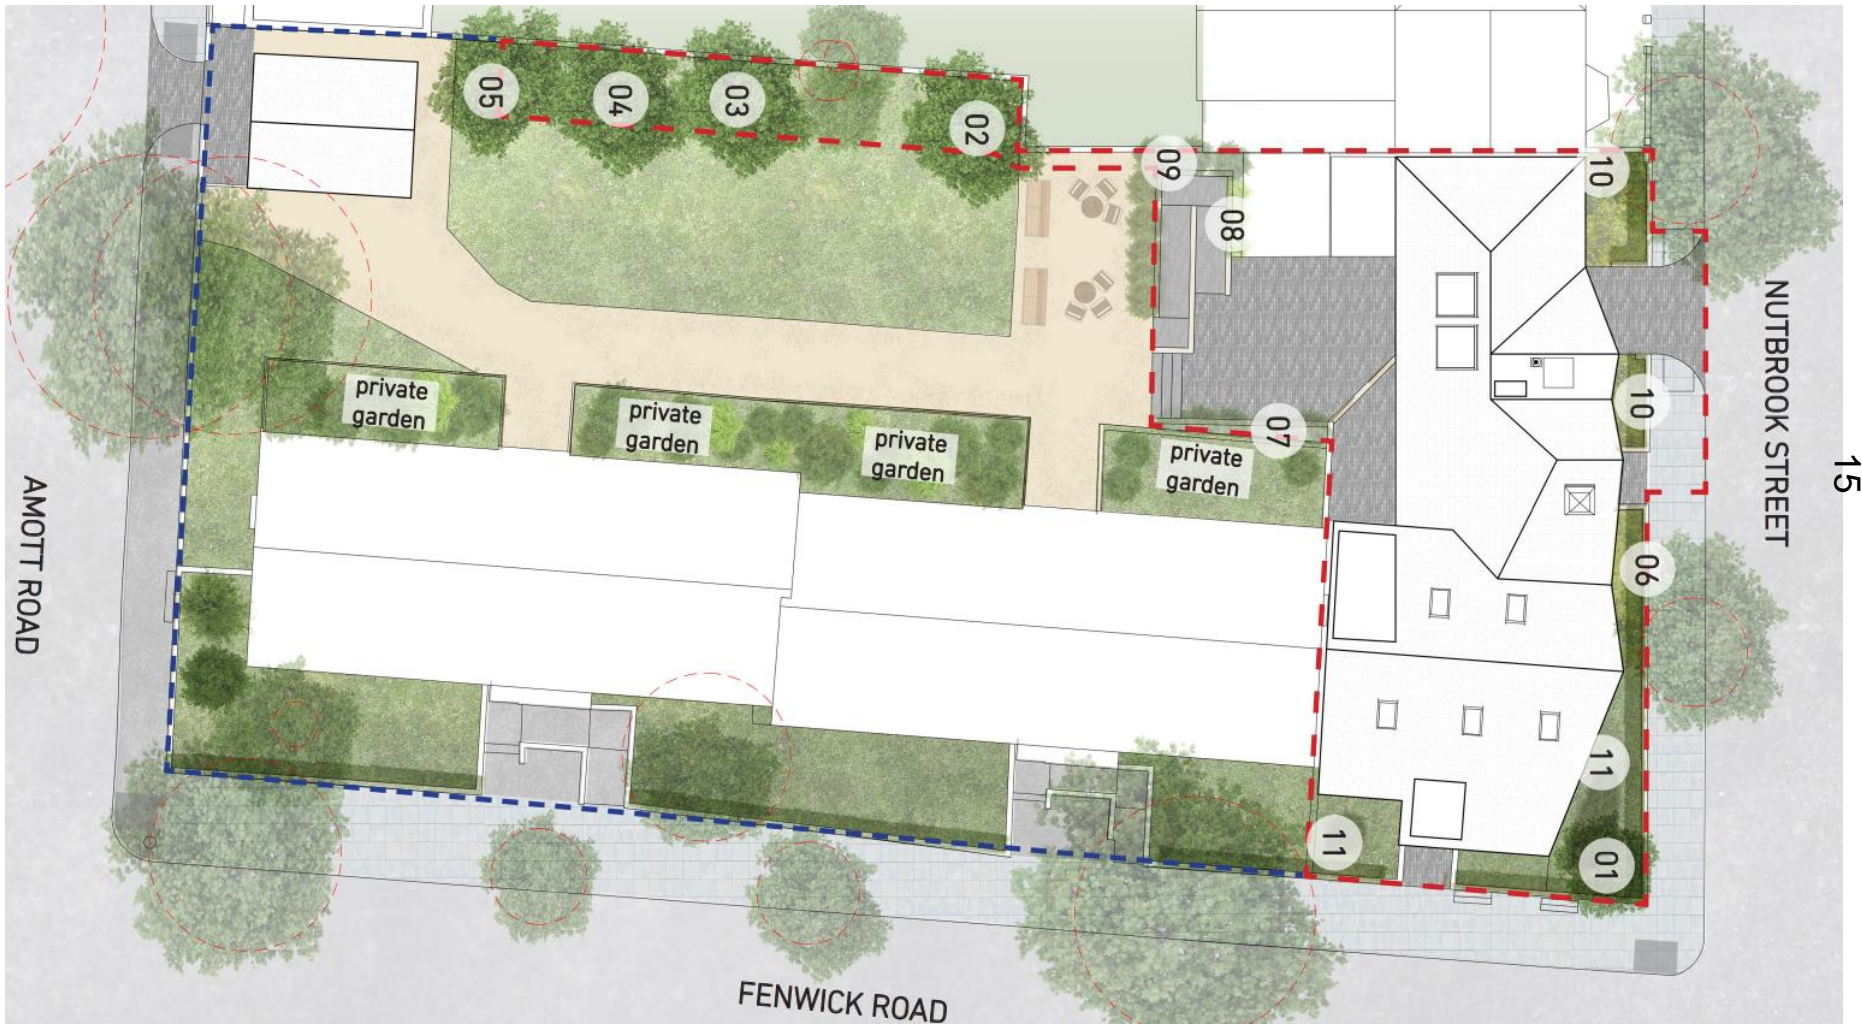 05
04
03
02
09
10
08
NUTBROOK STREET
private
garden
private
garden
private
garden
private
garden
07
10
15
AMOTT ROAD
06
11
11
01
FENWICK ROAD